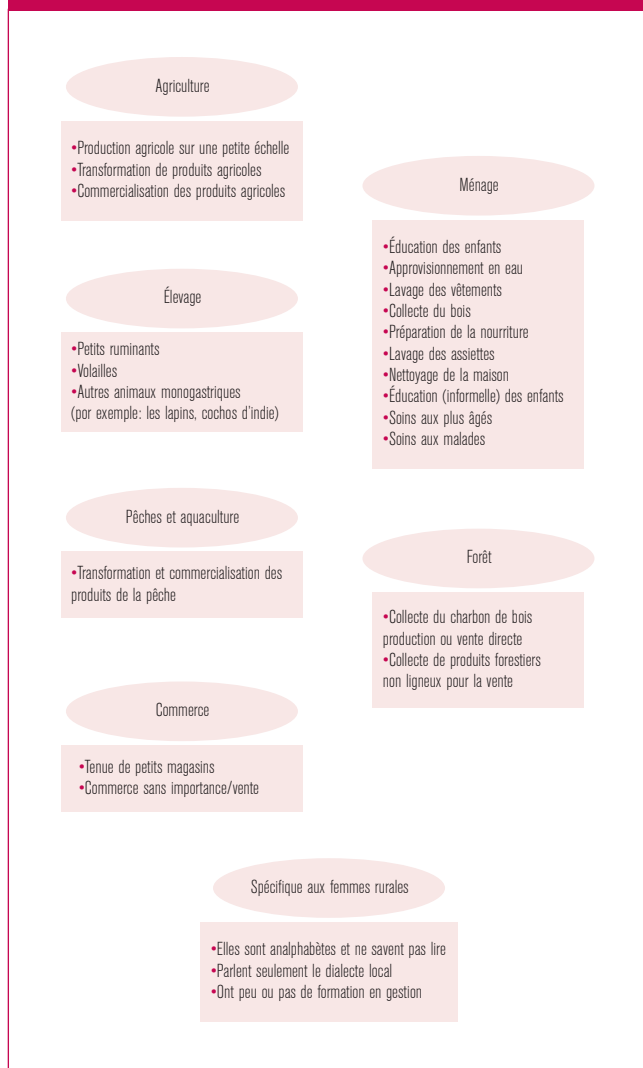 Agriculture
•Production agricole sur une petite échelle
•Transformation de produits agricoles
•Commercialisation des produits agricoles
Élevage
•Petits ruminants
•Volailles
•Autres animaux monogastriques
(por exemple: les lapins, cochos d'indie)
Pêches et aquaculture
•Transformation et commercialisation des
produits de la pêche
Commerce
•Tenue de petits magasins
•Commerce sans importance/vente
Ménage
•Éducation des enfants
•Approvisionnement en eau
•Lavage des vêtements
•Collecte du bois
•Préparation de la nourriture
•Lavage des assiettes
•Nettoyage de la maison
•Éducation (informelle) des enfants
•Soins aux plus âgés
•Soins aux malades
Forêt
•Collecte du charbon de bois
production ou vente directe
•Collecte de produits forestiers
non ligneux pour la vente
Spécifique aux femmes rurales
•Elles sont analphabètes et ne savent pas lire
•Parlent seulement le dialecte local
•Ont peu ou pas de formation en gestion